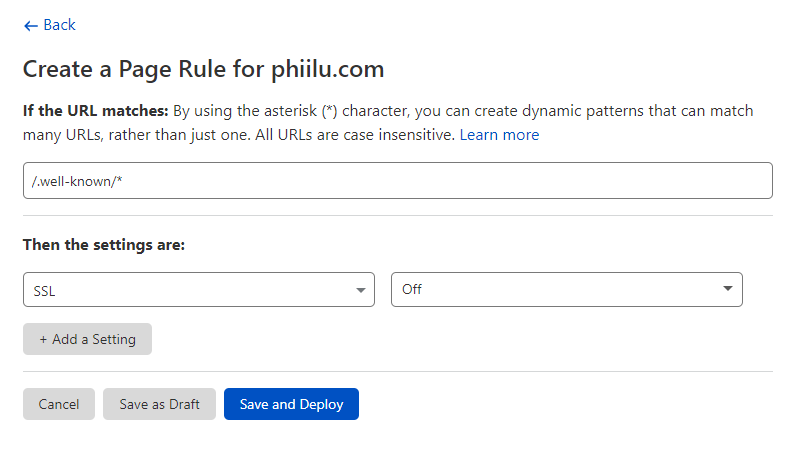 ← Back
Create a Page Rule for phiilu.com
If the URL matches: By using the asterisk (*) character, you can create dynamic patterns that can match
many URLs, rather than just one. All URLs are case insensitive. Learn more
/.well-known/*
Then the settings are:
SSL Off
+ Add a Setting
Cancel Save as Draft Save and Deploy